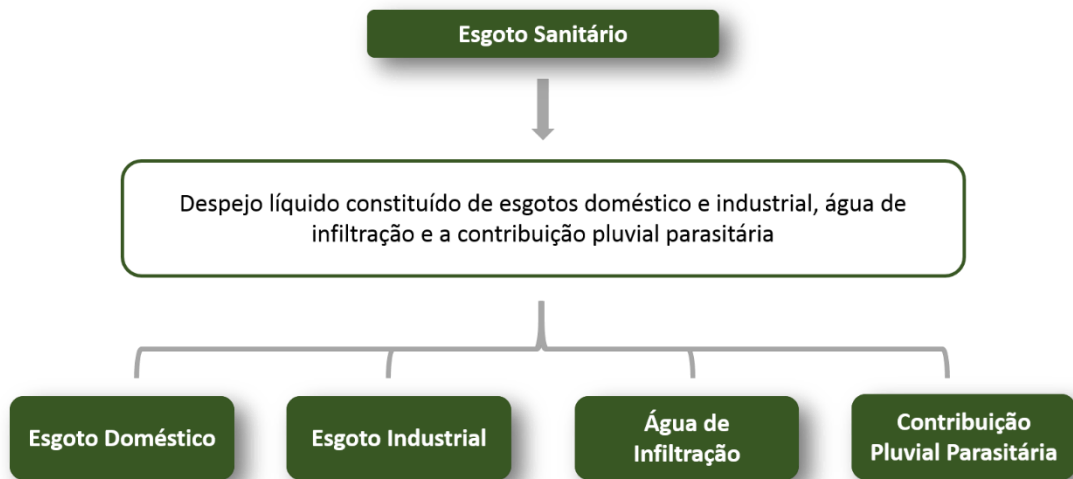 Esgoto Sanitário
Despejo líquido constituído de esgotos doméstico e industrial, água de
infiltração e a contribuição pluvial parasitária
Esgoto Doméstico
Esgoto Industrial
Água de
Infiltração
Contribuição
Pluvial Parasitária